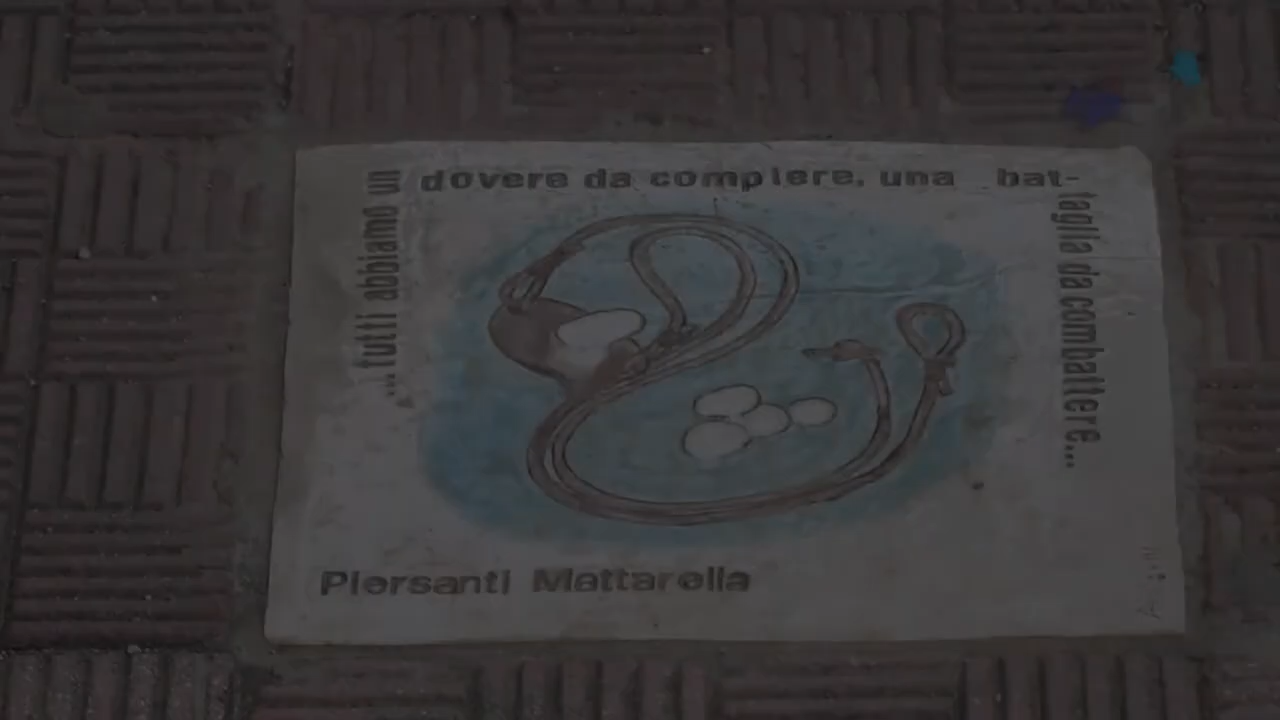 ...tutti abbiamo un
dovere da compiere, una bat-
taglia da combattere...
Piersanti Mattarella